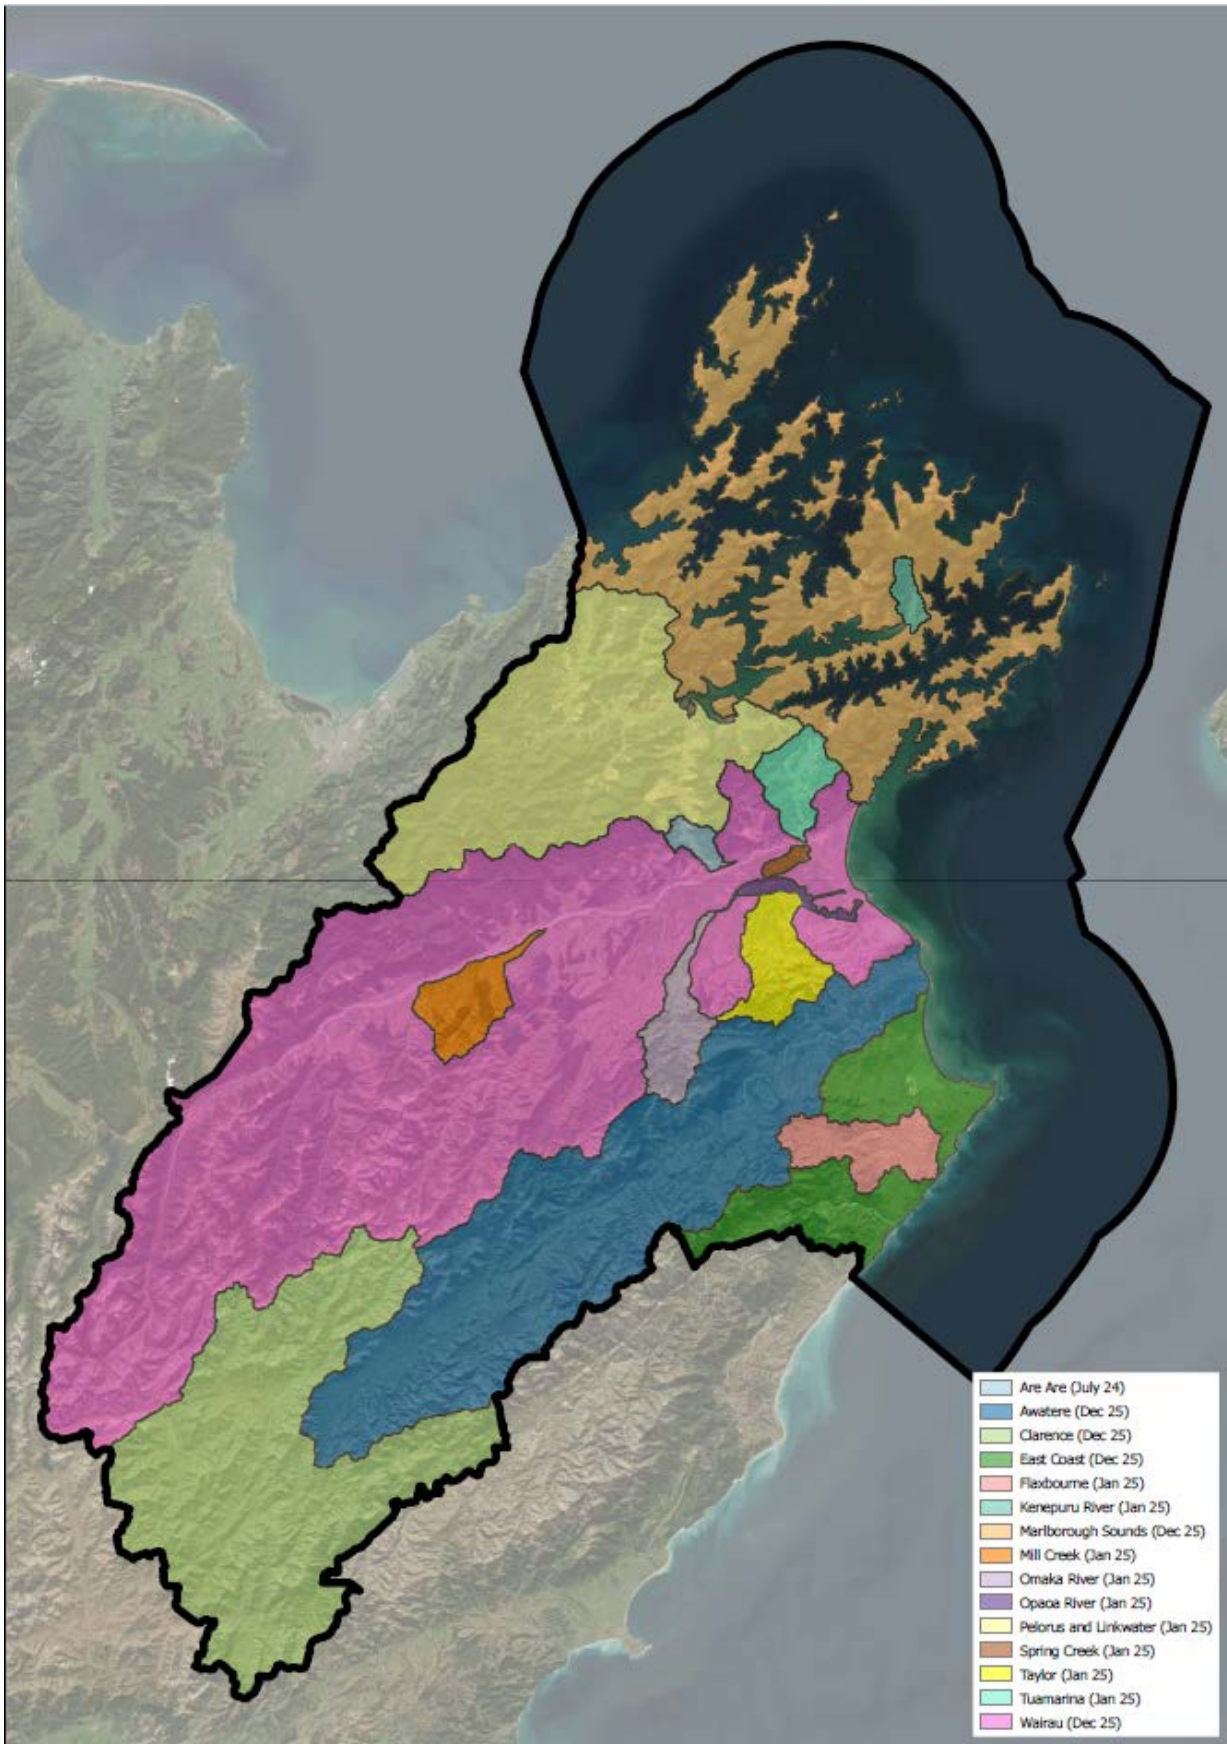 Are Are (July 24)
Awatere (Dec 25)
Clarence (Dec 25)
East Coast (Dec 25)
Flaxbourne (Jan 25)
Kenepuru River (Jan 25)
Marlborough Sounds (Dec 25)
Mill Creek (Jan 25)
Omaka River (Jan 25)
Opaoa River (Jan 25)
Pelorus and Linkwater (Jan 25)
Spring Creek (Jan 25)
Taylor (Jan 25)
Tuamarina (Jan 25)
Wairau (Dec 25)